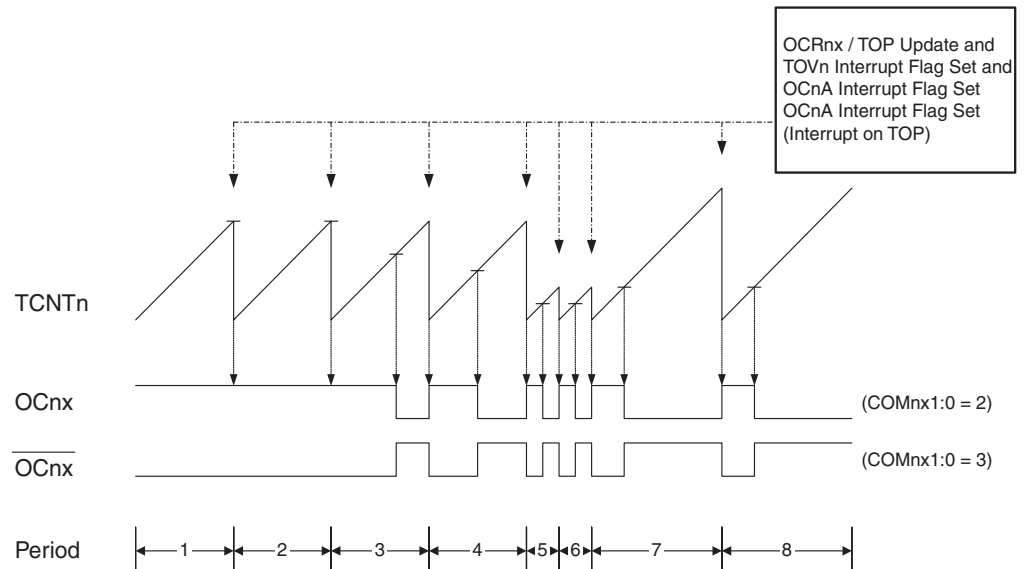 OCRnx / TOP Update and
TOVn Interrupt Flag Set and
OCnA Interrupt Flag Set
OCnA Interrupt Flag Set
(Interrupt on TOP)
TCNTn
OCnx
(COMnx1:0 = 2)
OCnx
(COMnx1:0 = 3)
Period
1 2 3 4 5 6 7 8